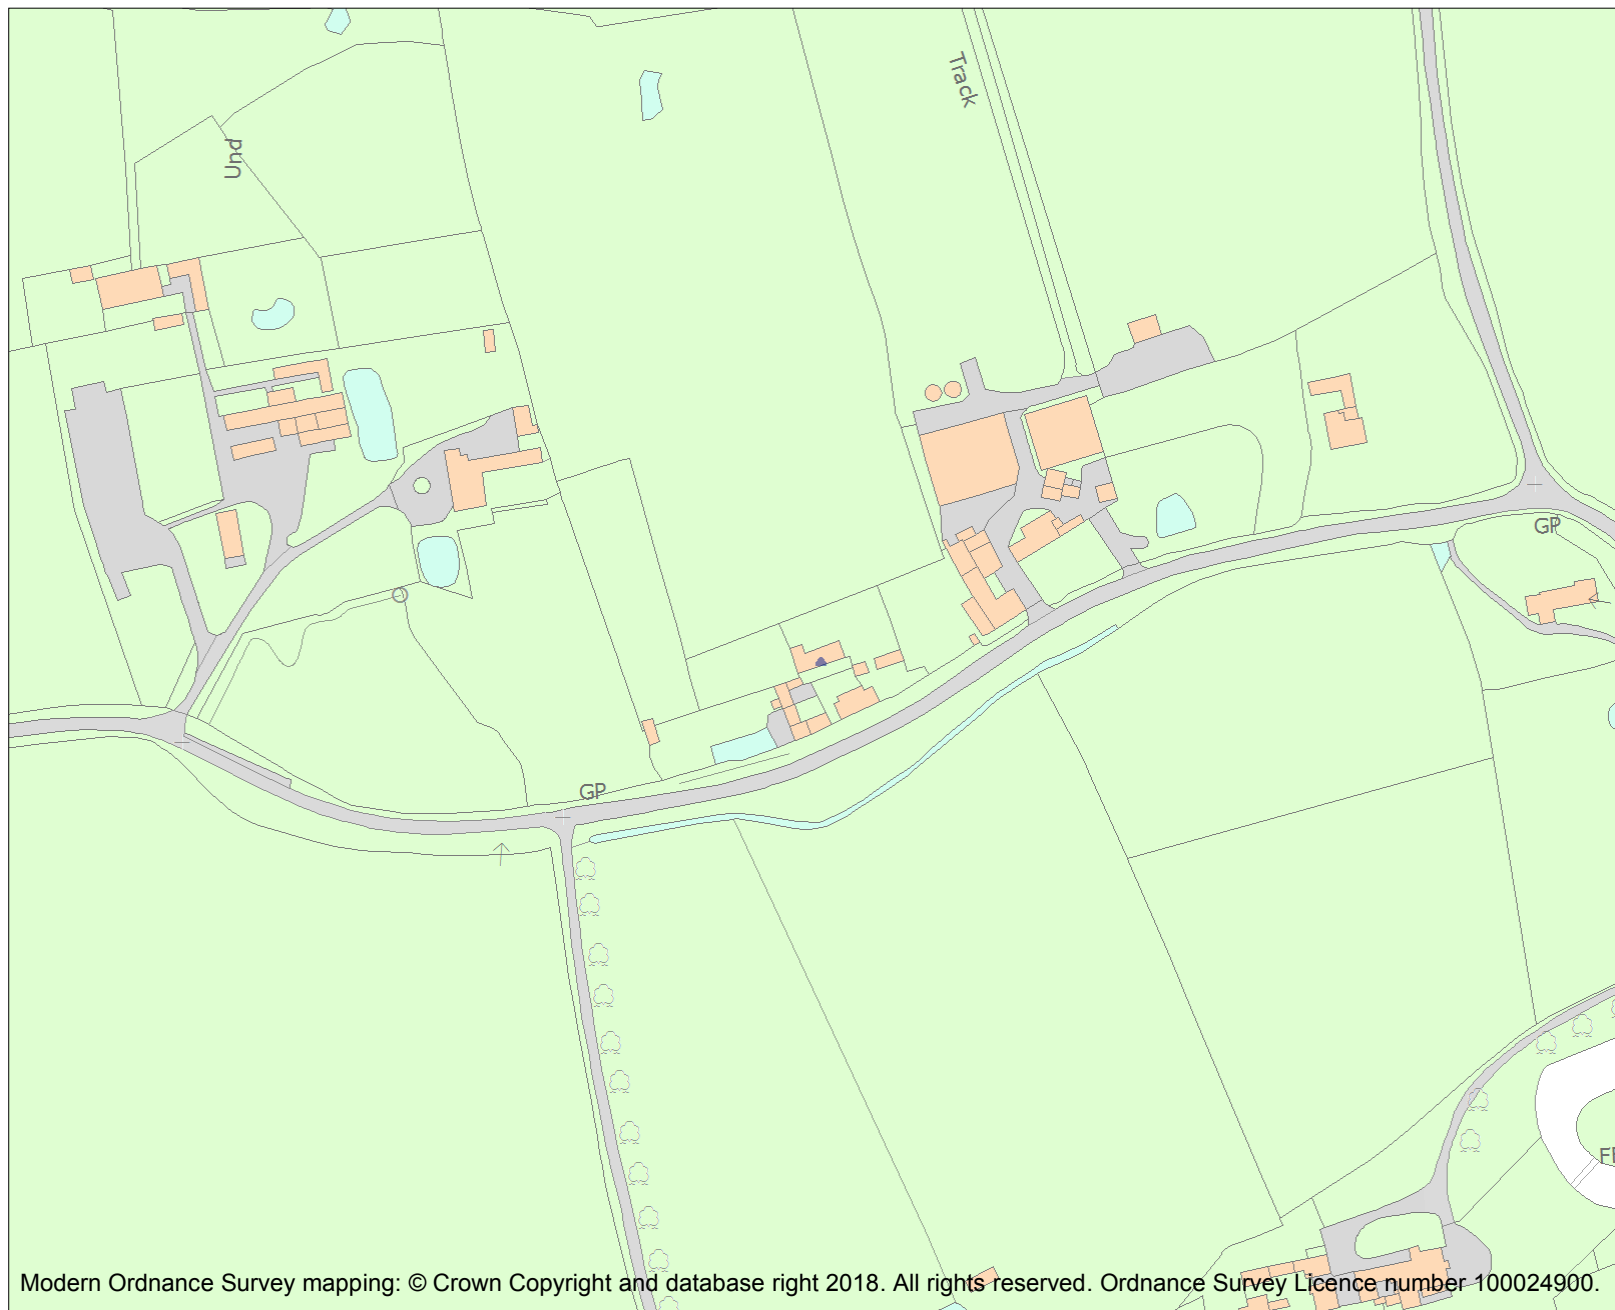 Track
Und
GP
GP
Modern Ordnance Survey mapping: © Crown Copyright and database right 2018. All rights reserved. Ordnance Survey Licence number 100024900.